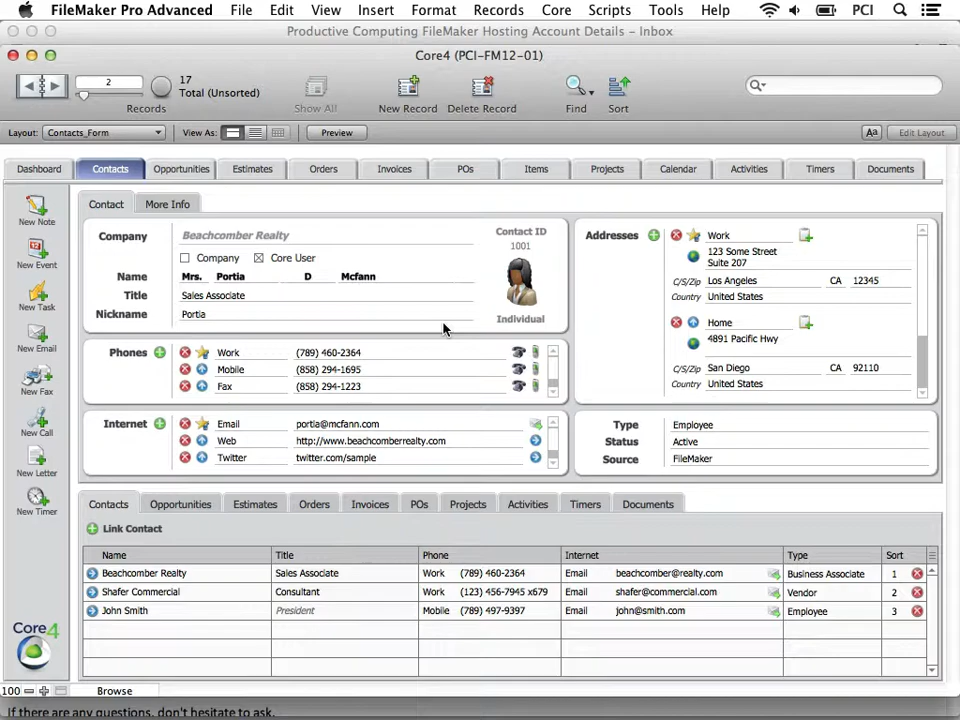 FileMaker Pro Advanced File Edit View Insert Format Records Core Scripts Tools Help PCI
Productive Computing FileMaker Hosting Account Details - Inbox
Core4 (PCI-FM12-01)
2 17 Total (Unsorted)
Records Show All New Record Delete Record Find Sort
Layout: Contacts_Form View As: Preview Aa Edit Layout
Dashboard Contacts Opportunities Estimates Orders Invoices POs Items Projects Calendar Activities Timers Documents
New Note
New Event
New Task
New Email
New Fax
New Call
New Letter
New Timer
Core4
Contact More Info
Company Beachcomber Realty
Company Core User
Name Mrs. Portia D Mcfann
Title Sales Associate
Nickname Portia
Contact ID
1001
Individual
Addresses Work
123 Some Street
Suite 207
C/S/Zip Los Angeles CA 12345
Country United States
Home
4891 Pacific Hwy
C/S/Zip San Diego CA 92110
Country United States
Phones Work (789) 460-2364
Mobile (858) 294-1695
Fax (858) 294-1223
Internet Email portia@mcfann.com
Web http://www.beachcomberrealty.com
Twitter twitter.com/sample
Type Employee
Status Active
Source FileMaker
Contacts Opportunities Estimates Orders Invoices POs Projects Activities Timers Documents
Link Contact
Name Title Phone Internet Type Sort
Beachcomber Realty Sales Associate Work (789) 460-2364 Email beachcomber@realty.com Business Associate 1
Shafer Commercial Consultant Work (123) 456-7945 x679 Email shafer@commercial.com Vendor 2
John Smith President Mobile (789) 497-9397 Email john@smith.com Employee 3
100 Browse
If there are any questions, don't hesitate to ask.